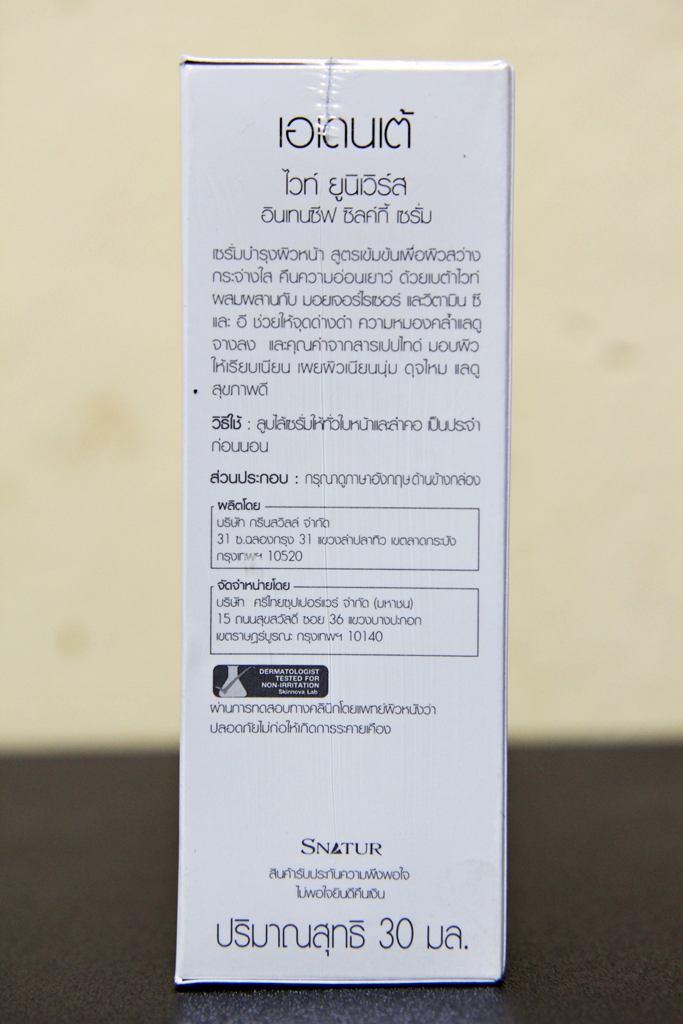 เอเดนเต้
ไวท์ ยูนิเวิร์ส
อินเทนซีฟ ซิลค์กี้ เซรั่ม
เซรั่มบำรุงผิวหน้า สูตรเข้มข้นเพื่อผิวสว่าง
กระจ่างใส คืนความอ่อนเยาว์ ด้วยเบต้าไวท์
ผสมผสานกับ มอยเจอร์ไรเซอร์ และวิตามิน ซี
และ อี ช่วยให้จุดด่างดำ ความหมองคล้ำแลดู
จางลง และคุณค่าจากสารเปปไทด์ มอบผิว
ให้เรียบเนียน เผยผิวเนียนนุ่ม ดุจไหม แลดู
สุขภาพดี
วิธีใช้ : ลูบไล้เซรั่มให้ทั่วใบหน้าและลำคอ เป็นประจำ
ก่อนนอน
ส่วนประกอบ : กรุณาดูภาษาอังกฤษด้านข้างกล่อง
ผลิตโดย
บริษัท กรีนสวิลล์ จำกัด
31 ซ.ฉลองกรุง 31 แขวงลำปลาทิว เขตลาดกระบัง
กรุงเทพฯ 10520
จัดจำหน่ายโดย
บริษัท ศรีไทยซุปเปอร์แวร์ จำกัด (มหาชน)
15 ถนนสุขสวัสดิ์ ซอย 36 แขวงบางปะกอก
เขตราษฎร์บูรณะ กรุงเทพฯ 10140
DERMATOLOGIST
TESTED FOR
NON-IRRITATION
Skinnova Lab
ผ่านการทดสอบทางคลินิกโดยแพทย์ผิวหนังว่า
ปลอดภัยไม่ก่อให้เกิดการระคายเคือง
SNATUR
สินค้ารับประกันความพึงพอใจ
ไม่พอใจยินดีคืนเงิน
ปริมาณสุทธิ 30 มล.